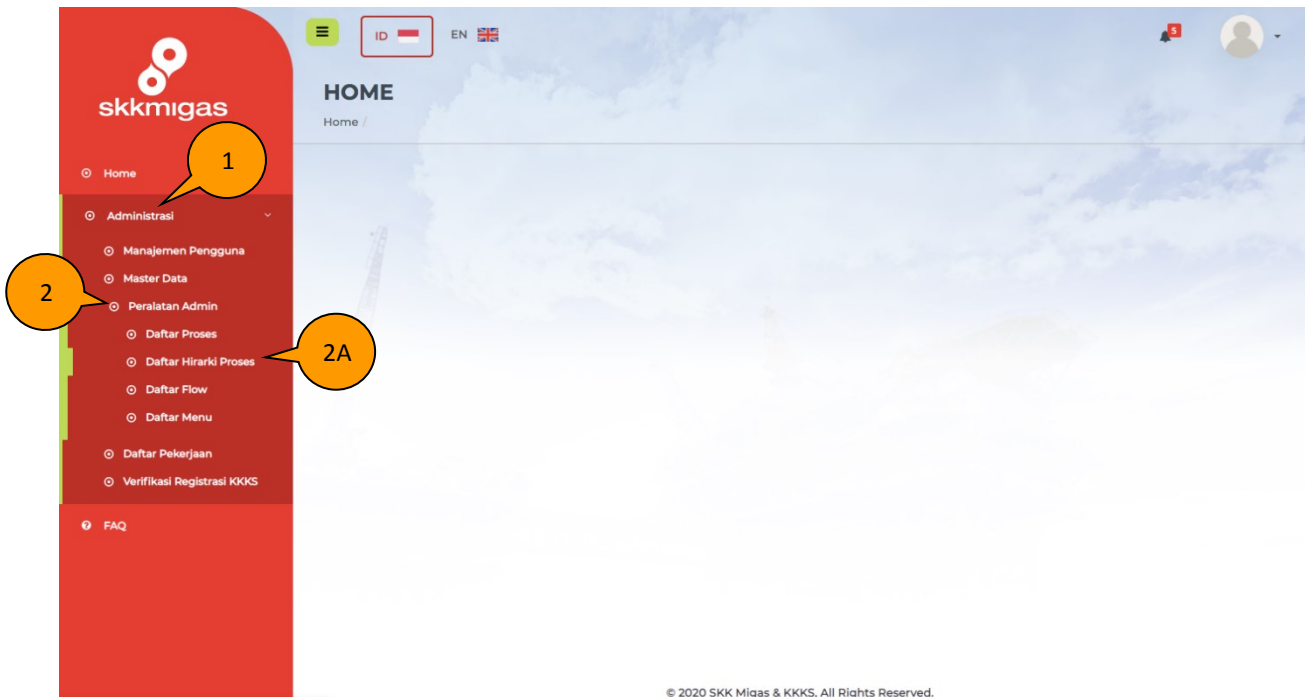 ID
EN
5
skkmigas
HOME
Home /
1
Home
Administrasi
Manajemen Pengguna
Master Data
2
Peralatan Admin
Daftar Proses
Daftar Hirarki Proses
2A
Daftar Flow
Daftar Menu
Daftar Pekerjaan
Verifikasi Registrasi KKKS
FAQ
© 2020 SKK Migas & KKKS. All Rights Reserved.